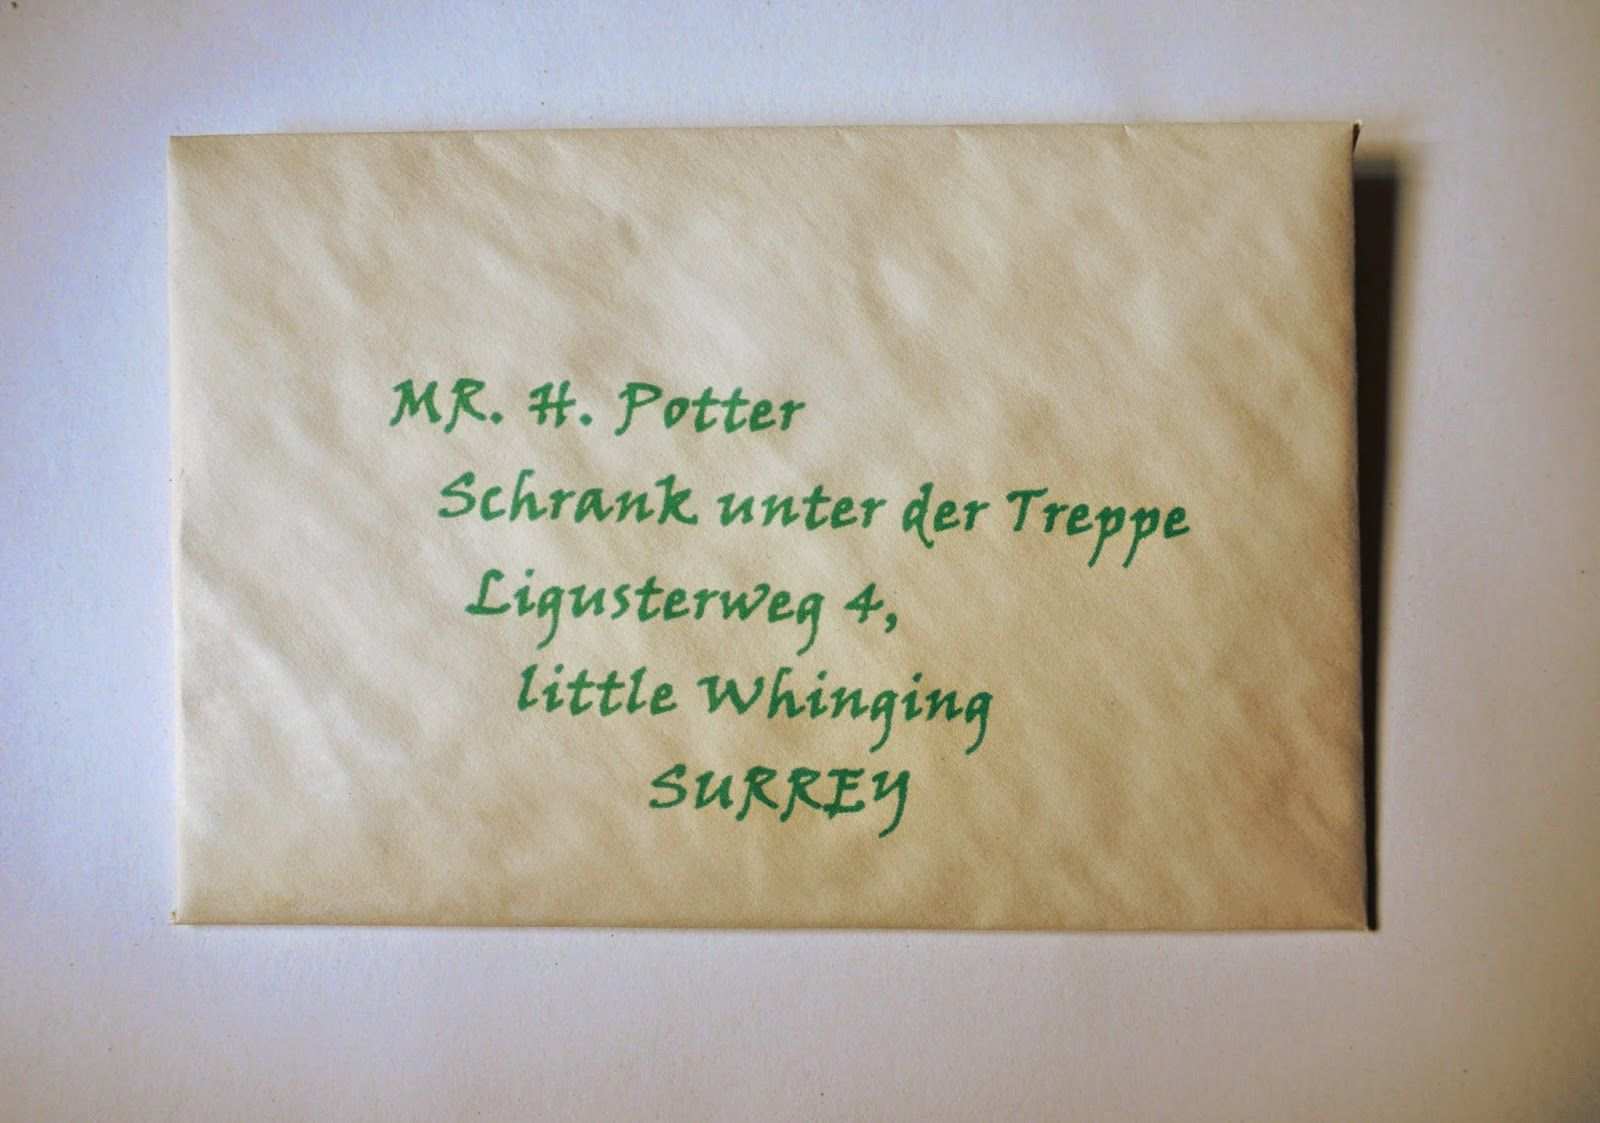 MR. H. Potter
Schrank unter der Treppe
Ligusterweg 4,
little Whinging
SURREY